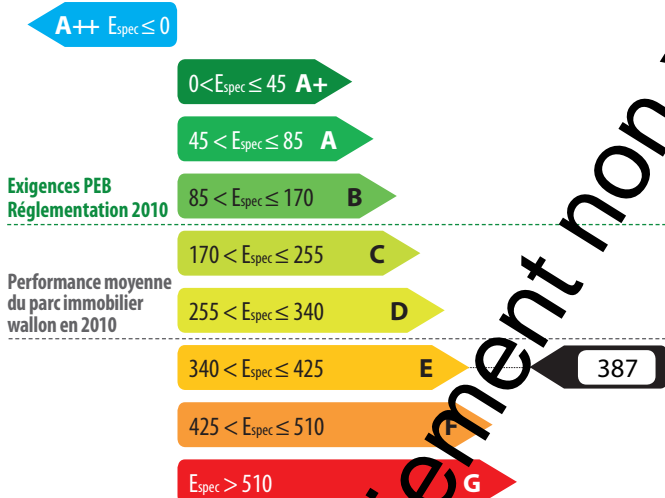 A++ Espec ≤ 0
0<Espec ≤ 45 A+
45 < Espec ≤ 85 A
Exigences PEB
Réglementation 2010
85 < Espec ≤ 170 B
170 < Espec ≤ 255 C
Performance moyenne
du parc immobilier
wallon en 2010
255 < Espec ≤ 340 D
340 < Espec ≤ 425 E
387
425 < Espec ≤ 510 F
Espec > 510 G
non